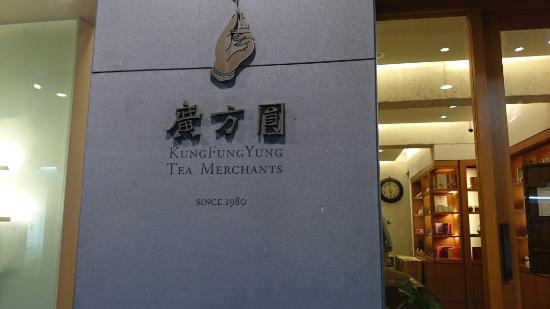 廣方圓
KUNGFUNGYUNG
TEA MERCHANTS
SINCE 1980